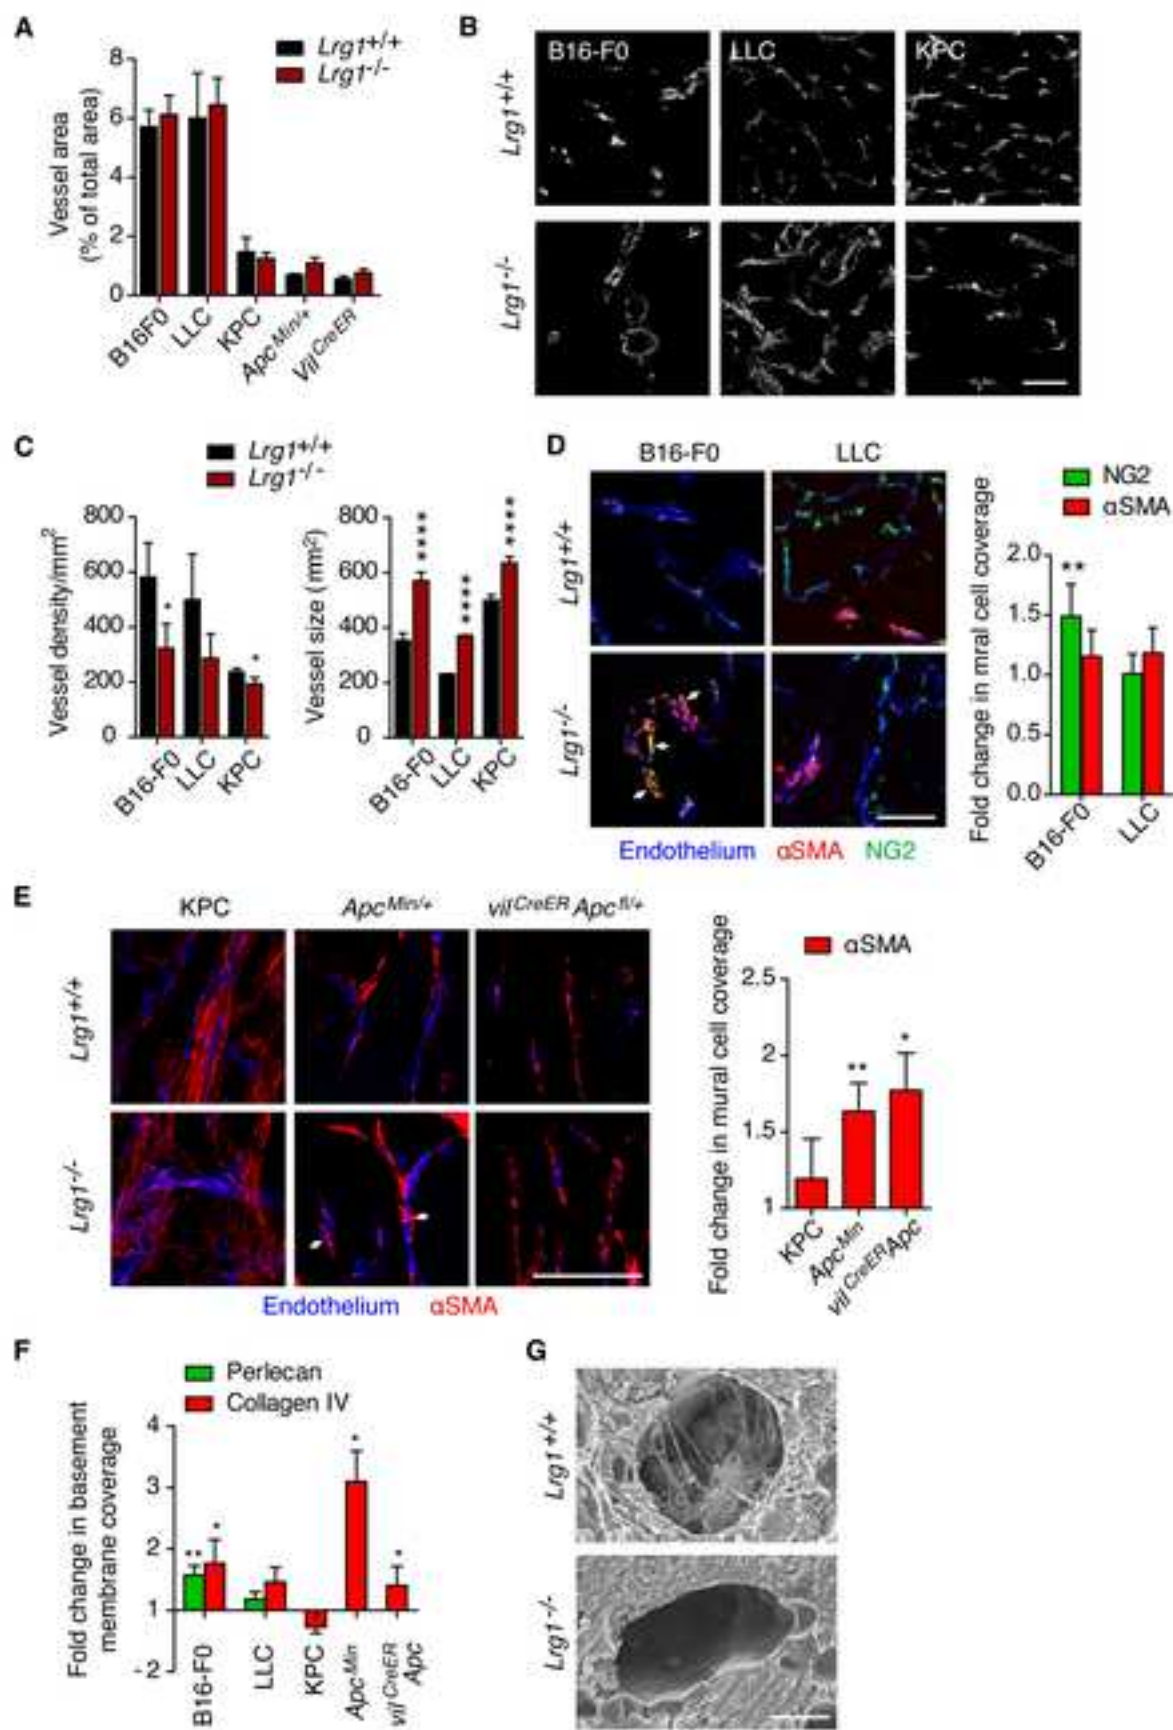 A
Lrg1+/+
Lrg1-/-
Vessel area
(% of total area)
8
6
4
2
0
B16F0
LLC
KPC
ApcMin/+
VilCreER
B
B16-F0
LLC
KPC
Lrg1+/+
Lrg1-/-
C
Lrg1+/+
Lrg1-/-
Vessel density/mm2
800
600
400
200
0
*
*
B16-F0
LLC
KPC
Vessel size (mm2)
800
600
400
200
0
****
****
****
B16-F0
LLC
KPC
D
B16-F0
LLC
Lrg1+/+
Lrg1-/-
Endothelium αSMA NG2
NG2
αSMA
Fold change in mral cell coverage
2.0
1.5
1.0
0.5
0.0
**
B16-F0
LLC
E
KPC
ApcMin/+
vilCreER Apcfl/+
Lrg1+/+
Lrg1-/-
Endothelium αSMA
αSMA
Fold change in mural cell coverage
2.5
2
1.5
1
**
*
KPC
ApcMin
vilCreERApc
F
Perlecan
Collagen IV
Fold change in basement
membrane coverage
4
3
2
1
-2
**
*
*
*
B16-F0
LLC
KPC
ApcMin
vilCreER
Apc
G
Lrg1+/+
Lrg1-/-